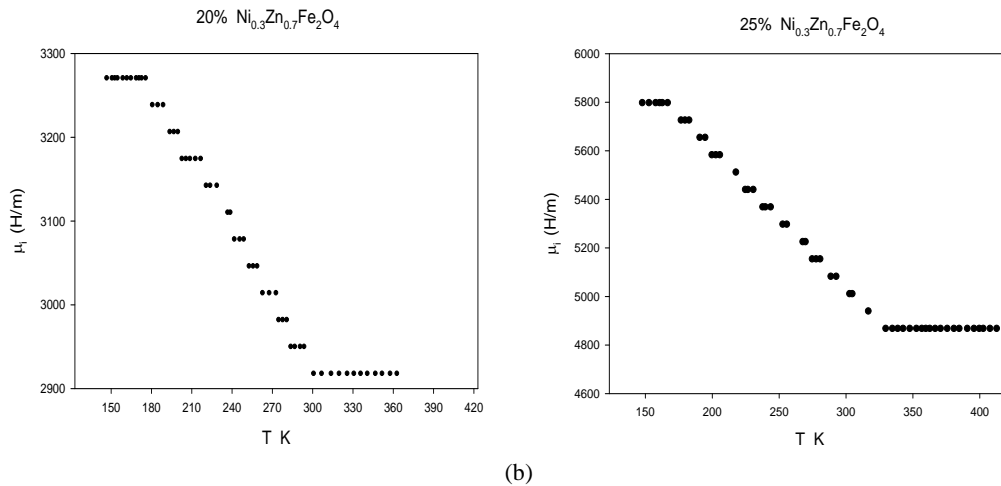 20% Ni0.3Zn0.7Fe2O4
3300
3200
3100
3000
2900
μi (H/m)
150 180 210 240 270 300 330 360 390 420
T K
25% Ni0.3Zn0.7Fe2O4
6000
5800
5600
5400
5200
5000
4800
4600
μi (H/m)
150 200 250 300 350 400
T K
(b)